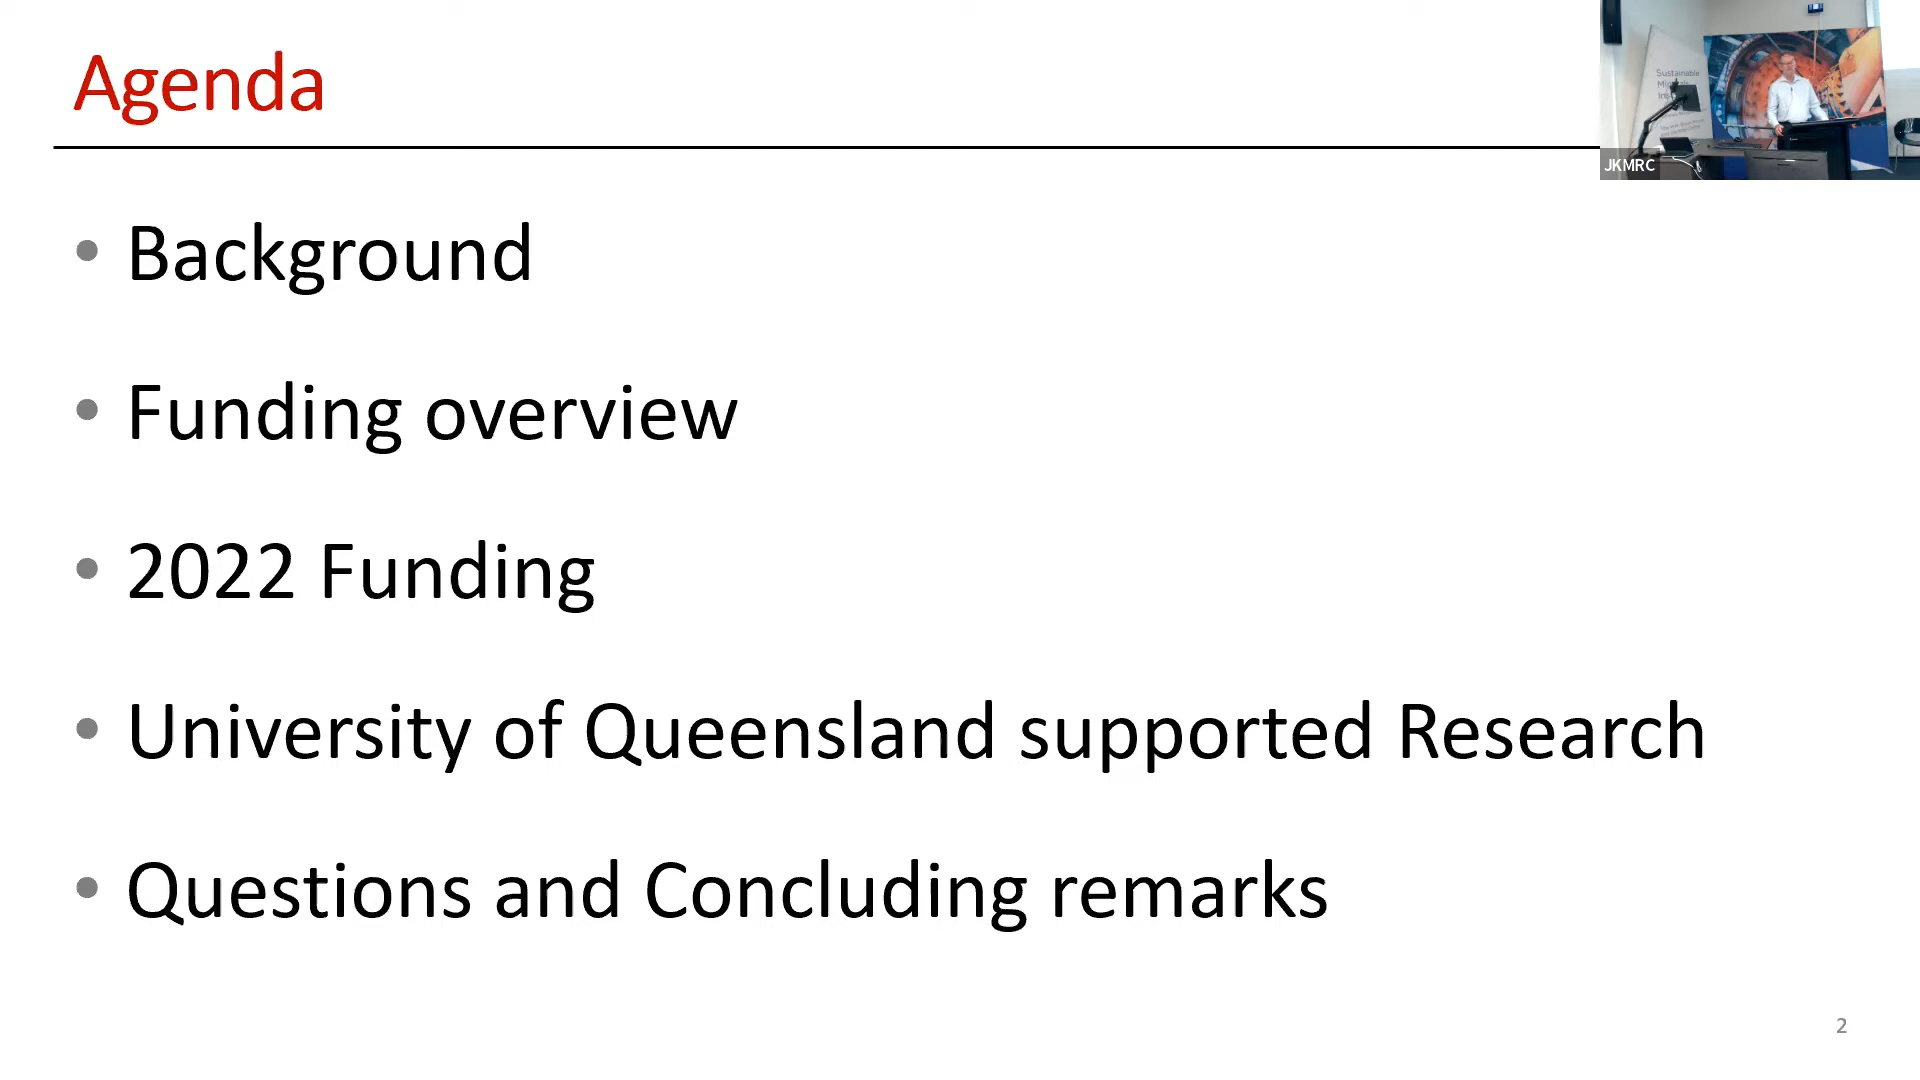 Agenda
Sustainable
JKMRC
• Background
• Funding overview
• 2022 Funding
• University of Queensland supported Research
• Questions and Concluding remarks
2